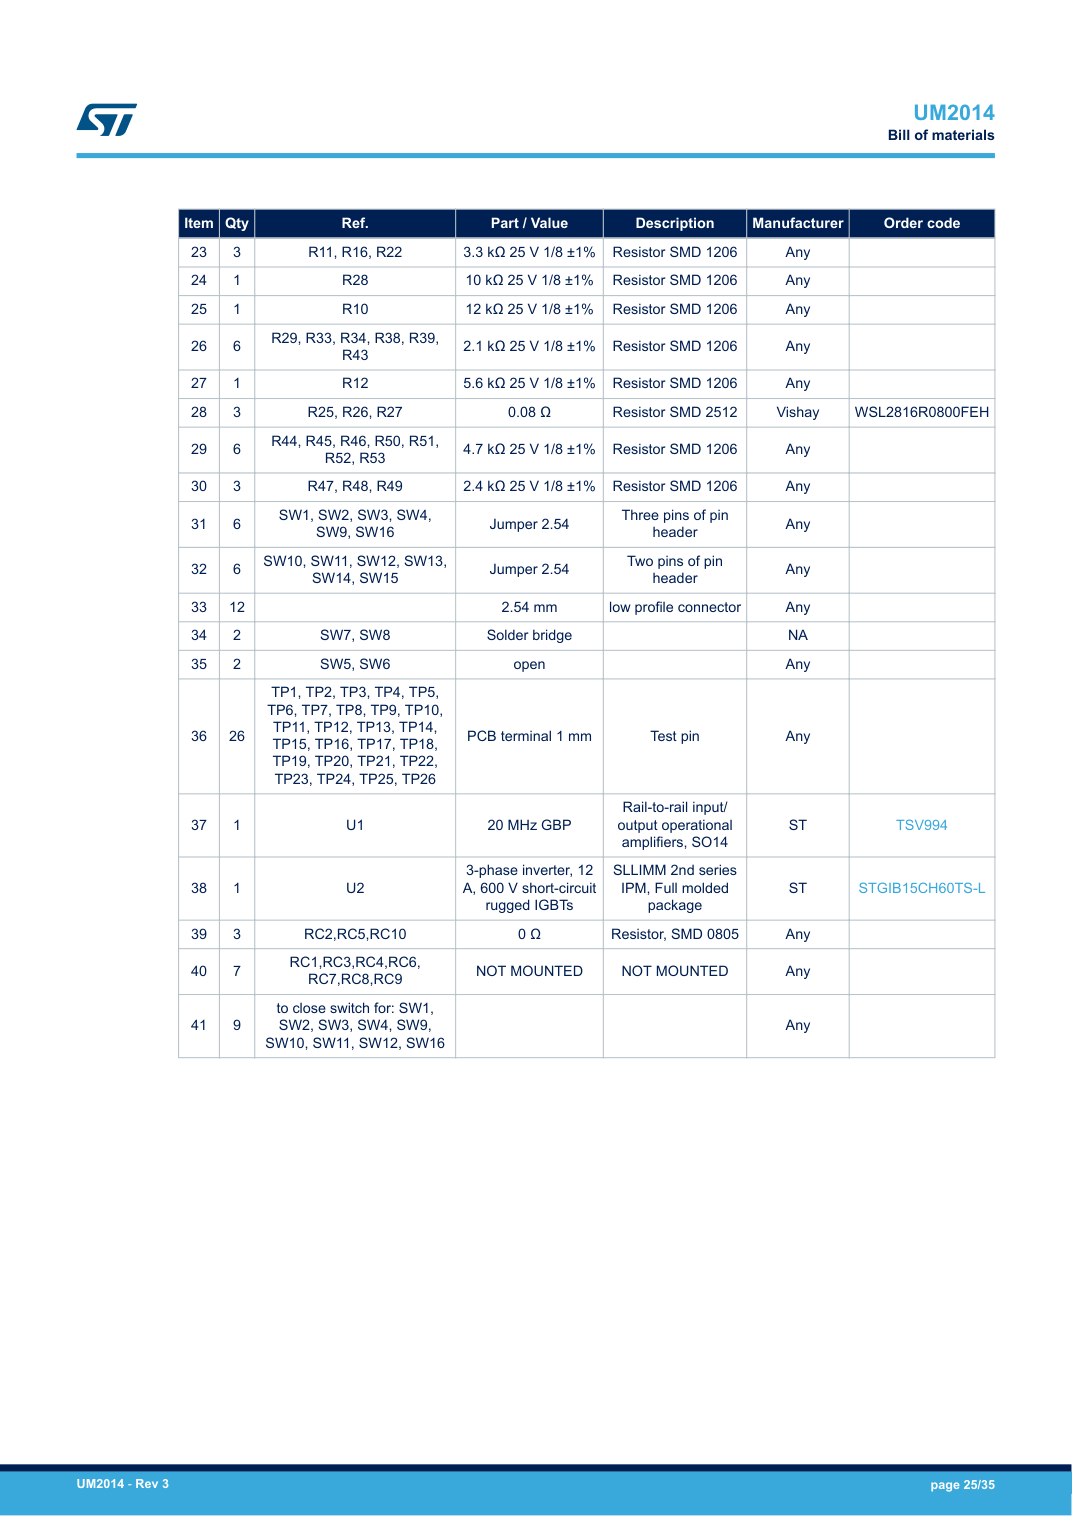 ST
UM2014
Bill of materials
Item Qty Ref. Part / Value Description Manufacturer Order code
23 3 R11, R16, R22 3.3 kΩ 25 V 1/8 ±1% Resistor SMD 1206 Any
24 1 R28 10 kΩ 25 V 1/8 ±1% Resistor SMD 1206 Any
25 1 R10 12 kΩ 25 V 1/8 ±1% Resistor SMD 1206 Any
26 6 R29, R33, R34, R38, R39,
R43 2.1 kΩ 25 V 1/8 ±1% Resistor SMD 1206 Any
27 1 R12 5.6 kΩ 25 V 1/8 ±1% Resistor SMD 1206 Any
28 3 R25, R26, R27 0.08 Ω Resistor SMD 2512 Vishay WSL2816R0800FEH
29 6 R44, R45, R46, R50, R51,
R52, R53 4.7 kΩ 25 V 1/8 ±1% Resistor SMD 1206 Any
30 3 R47, R48, R49 2.4 kΩ 25 V 1/8 ±1% Resistor SMD 1206 Any
31 6 SW1, SW2, SW3, SW4,
SW9, SW16 Jumper 2.54 Three pins of pin
header Any
32 6 SW10, SW11, SW12, SW13,
SW14, SW15 Jumper 2.54 Two pins of pin
header Any
33 12 2.54 mm low profile connector Any
34 2 SW7, SW8 Solder bridge NA
35 2 SW5, SW6 open Any
36 26 TP1, TP2, TP3, TP4, TP5,
TP6, TP7, TP8, TP9, TP10,
TP11, TP12, TP13, TP14,
TP15, TP16, TP17, TP18,
TP19, TP20, TP21, TP22,
TP23, TP24, TP25, TP26 PCB terminal 1 mm Test pin Any
37 1 U1 20 MHz GBP Rail-to-rail input/
output operational
amplifiers, SO14 ST TSV994
38 1 U2 3-phase inverter, 12
A, 600 V short-circuit
rugged IGBTs SLLIMM 2nd series
IPM, Full molded
package ST STGIB15CH60TS-L
39 3 RC2,RC5,RC10 0 Ω Resistor, SMD 0805 Any
40 7 RC1,RC3,RC4,RC6,
RC7,RC8,RC9 NOT MOUNTED NOT MOUNTED Any
41 9 to close switch for: SW1,
SW2, SW3, SW4, SW9,
SW10, SW11, SW12, SW16 Any
UM2014 - Rev 3
page 25/35